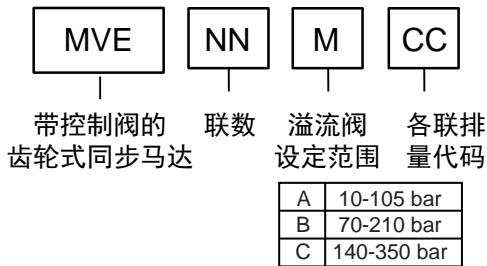 MVE NN M CC
带控制阀的 联数 溢流阀 各联排
齿轮式同步马达 设定范围 量代码
A 10-105 bar
B 70-210 bar
C 140-350 bar